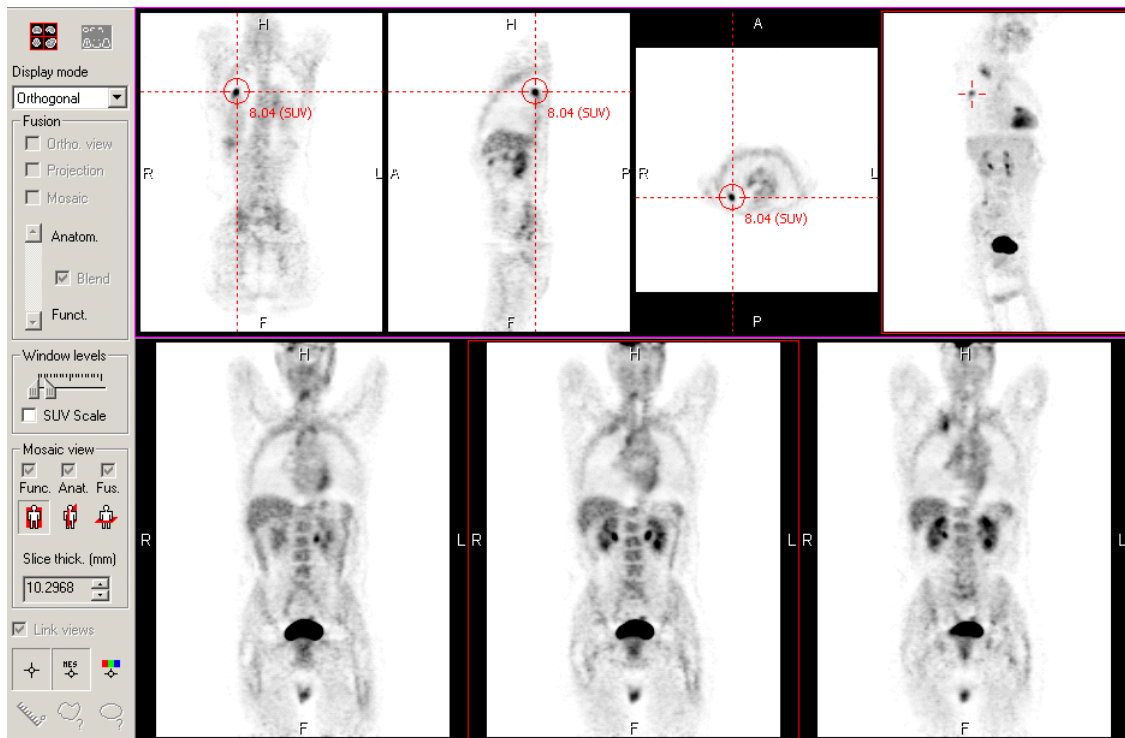 Display mode
Orthogonal
Fusion
Ortho. view
Projection
Mosaic
Anatom.
Blend
Funct.
Window levels
SUV Scale
Mosaic view
Func. Anat. Fus.
Slice thick. (mm)
10.2968
Link views
MES
? ?
H
R L
8.04 (SUV)
F
H
A P
8.04 (SUV)
F
A
R L
8.04 (SUV)
P
H
R L
F
H
R L
F
H
R L
F